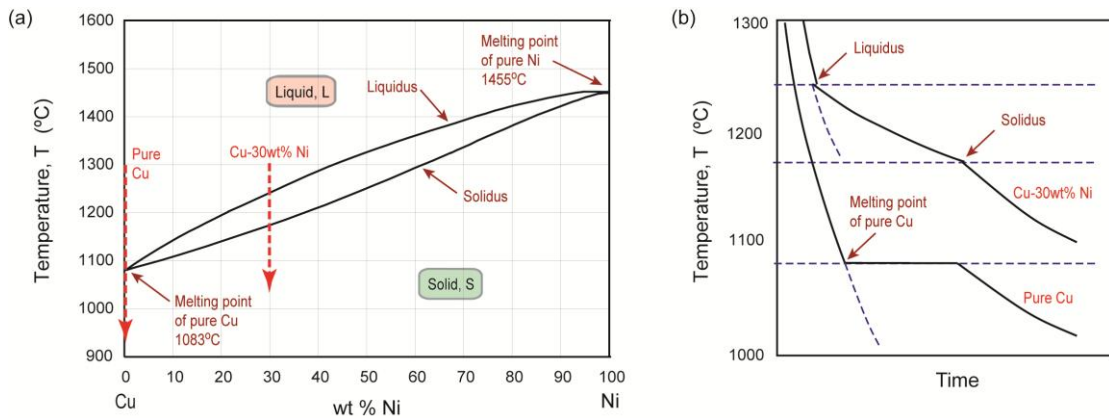 (a)
1600
1500
1400
1300
1200
1100
1000
900
Temperature, T (ºC)
Liquid, L
Liquidus
Melting point
of pure Ni
1455ºC
Pure
Cu
Cu-30wt% Ni
Solidus
Melting point
of pure Cu
1083ºC
Solid, S
0 10 20 30 40 50 60 70 80 90 100
Cu wt % Ni Ni
(b)
1300
1200
1100
1000
Temperature, T (ºC)
Liquidus
Solidus
Cu-30wt% Ni
Melting point
of pure Cu
Pure Cu
Time